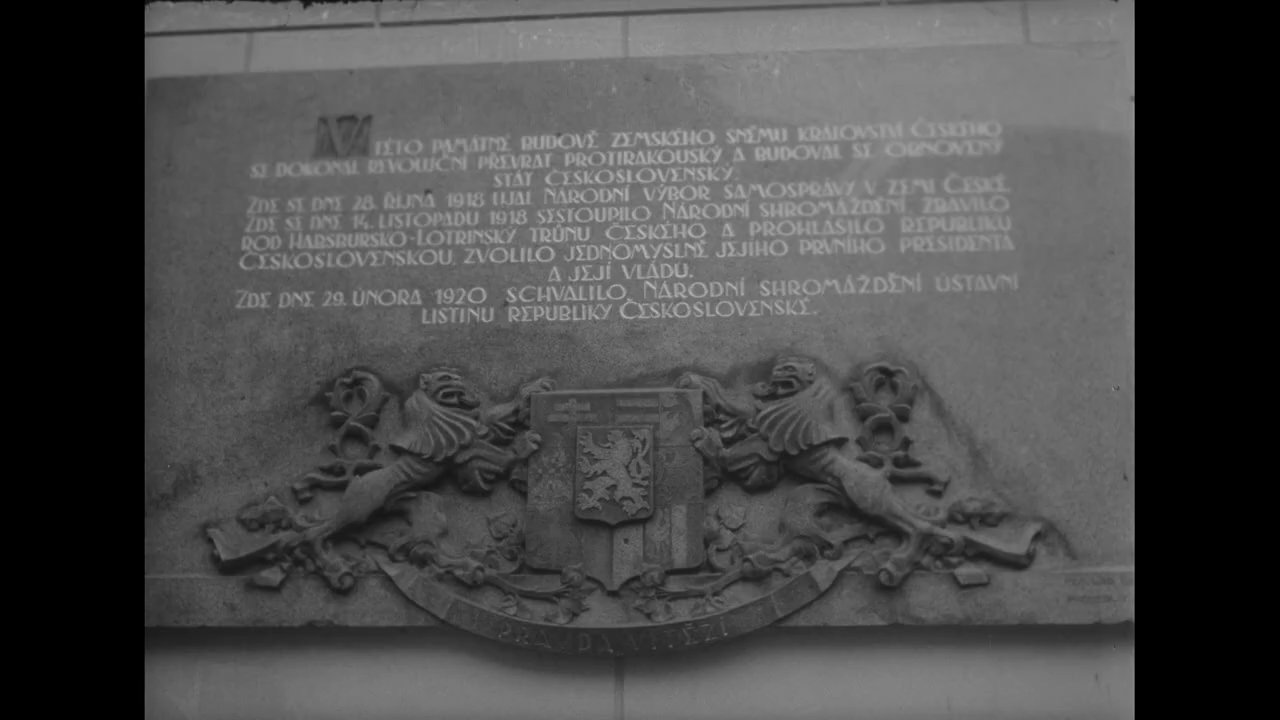 V TÉTO PAMÁTNÉ BUDOVĚ ZEMSKÉHO SNĚMU KRÁLOVSTVÍ ČESKÉHO
SE DOKONAL REVOLUČNÍ PŘEVRAT PROTIRAKOUSKÝ A BUDOVAL SE OBNOVENÝ
STÁT ČESKOSLOVENSKÝ.
ZDE SE DNE 28. ŘÍJNA 1918 UJAL NÁRODNÍ VÝBOR SAMOSPRÁVY V ZEMI ČESKÉ.
ZDE SE DNE 14. LISTOPADU 1918 SESTOUPILO NÁRODNÍ SHROMÁŽDĚNÍ, ZBAVILO
ROD HABSBURSKO-LOTRINSKÝ TRŮNU ČESKÉHO A PROHLÁSILO REPUBLIKU
ČESKOSLOVENSKOU, ZVOLILO JEDNOMYSLNĚ JEJÍHO PRVNÍHO PRESIDENTA
A JEJÍ VLÁDU.
ZDE DNE 29. ÚNORA 1920 SCHVÁLILO NÁRODNÍ SHROMÁŽDĚNÍ ÚSTAVNÍ
LISTINU REPUBLIKY ČESKOSLOVENSKÉ.
PRAVDA VÍTĚZÍ